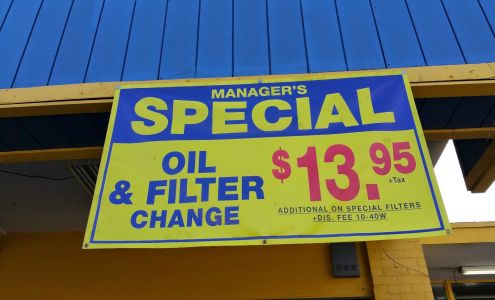 MANAGER'S
SPECIAL
OIL
& FILTER
CHANGE
$13.95
+Tax
ADDITIONAL ON SPECIAL FILTERS
+DIS. FEE 10-40W